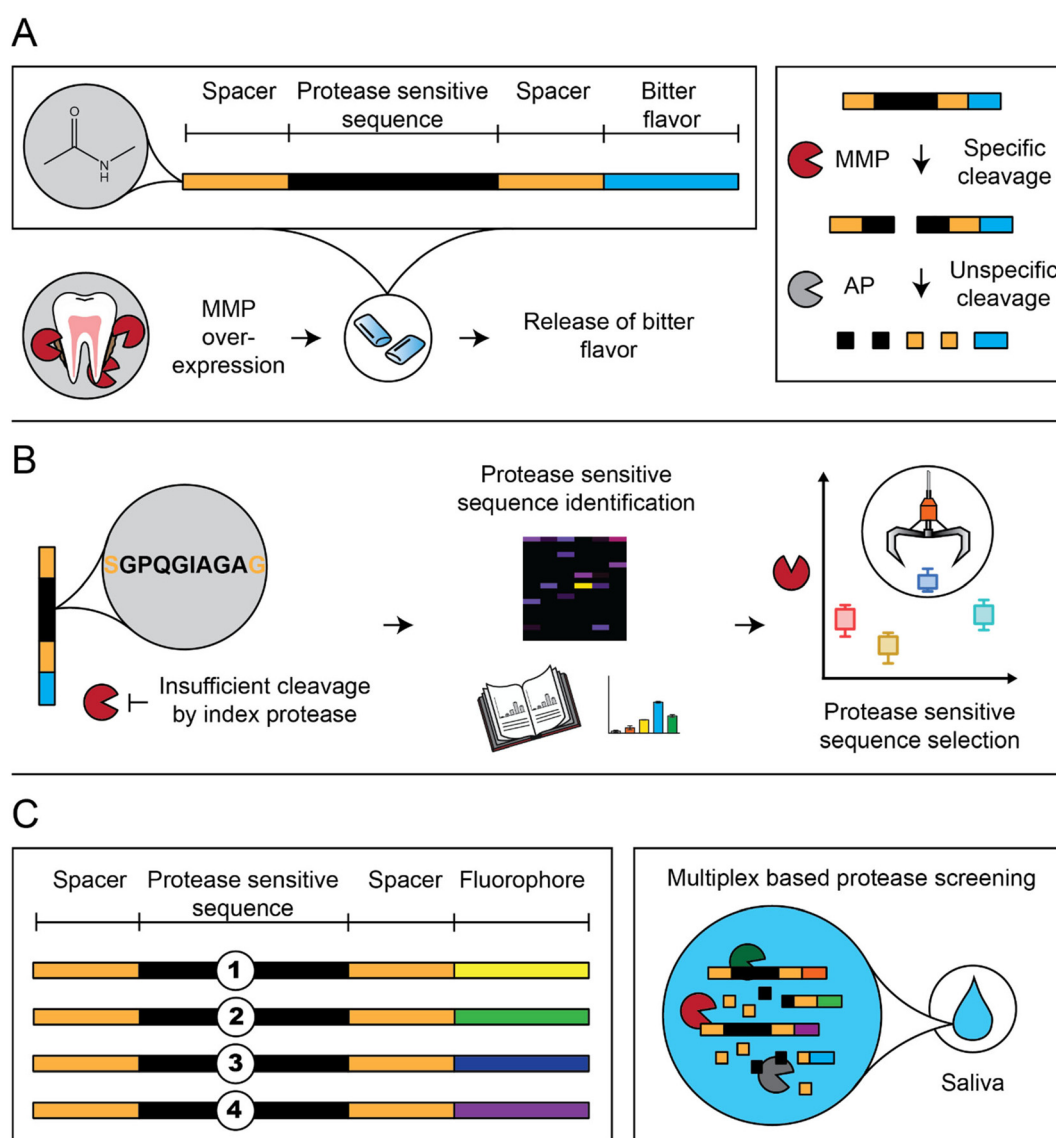 A
Spacer
Protease sensitive
sequence
Spacer
Bitter
flavor
O
N
H
MMP
over-
expression
Release of bitter
flavor
MMP
Specific
cleavage
AP
Unspecific
cleavage
B
SGPQGIAGAG
Insufficient cleavage
by index protease
Protease sensitive
sequence identification
Protease sensitive
sequence selection
C
Spacer
Protease sensitive
sequence
Spacer
Fluorophore
1
2
3
4
Multiplex based protease screening
Saliva